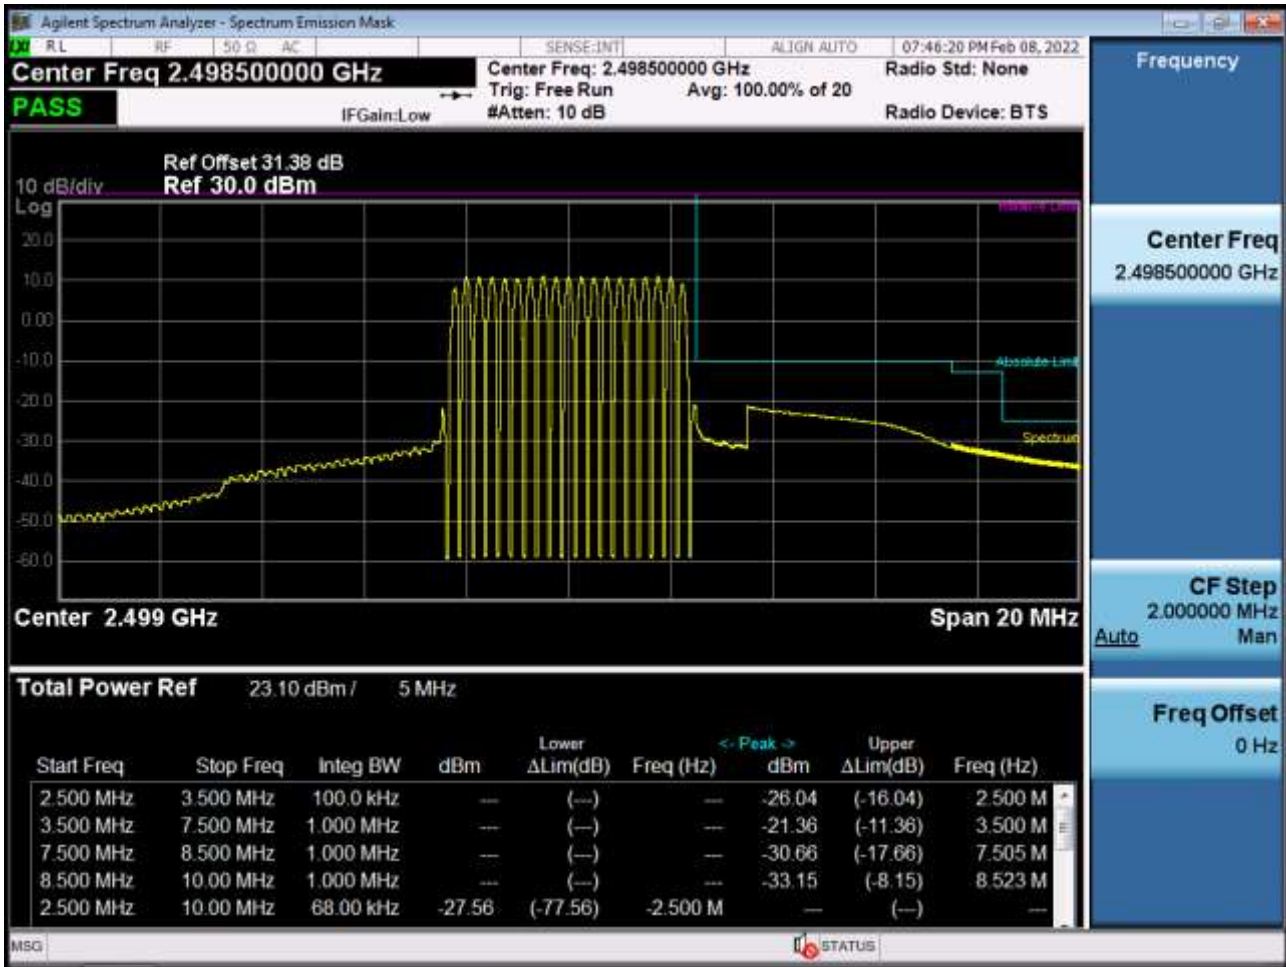 Agilent Spectrum Analyzer - Spectrum Emission Mask
RL RF 50 Ω AC SENSE:INT ALIGN AUTO 07:46:20 PM Feb 08, 2022
Center Freq 2.498500000 GHz
Center Freq: 2.498500000 GHz Radio Std: None
Trig: Free Run Avg: 100.00% of 20
PASS IFGain:Low #Atten: 10 dB Radio Device: BTS
Ref Offset 31.38 dB
10 dB/div Ref 30.0 dBm
Log
20.0
10.0
0.00
-10.0
Absolute Limit
-20.0
-30.0
Spectrum
-40.0
-50.0
-60.0
Center 2.499 GHz Span 20 MHz
Total Power Ref 23.10 dBm / 5 MHz
Lower <- Peak -> Upper
Start Freq Stop Freq Integ BW dBm ΔLim(dB) Freq (Hz) dBm ΔLim(dB) Freq (Hz)
2.500 MHz 3.500 MHz 100.0 kHz --- (---) --- -26.04 (-16.04) 2.500 M
3.500 MHz 7.500 MHz 1.000 MHz --- (---) --- -21.36 (-11.36) 3.500 M
7.500 MHz 8.500 MHz 1.000 MHz --- (---) --- -30.66 (-17.66) 7.505 M
8.500 MHz 10.00 MHz 1.000 MHz --- (---) --- -33.15 (-8.15) 8.523 M
2.500 MHz 10.00 MHz 68.00 kHz -27.56 (-77.56) -2.500 M --- (---) ---
MSG STATUS
Frequency
Center Freq
2.498500000 GHz
CF Step
2.000000 MHz
Auto Man
Freq Offset
0 Hz